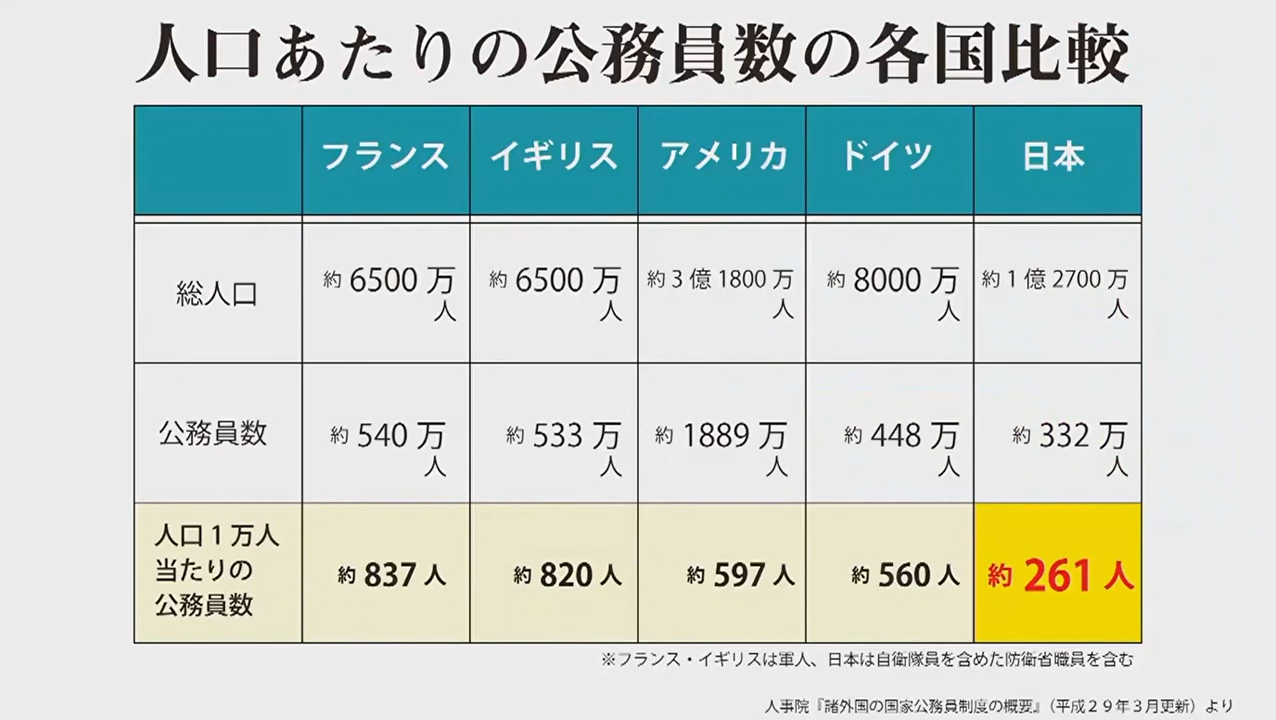 人口あたりの公務員数の各国比較
フランス イギリス アメリカ ドイツ 日本
総人口 約 6500 万人 約 6500 万人 約 3 億 1800 万人 約 8000 万人 約 1 億 2700 万人
公務員数 約 540 万人 約 533 万人 約 1889 万人 約 448 万人 約 332 万人
人口 1 万人当たりの公務員数 約 837 人 約 820 人 約 597 人 約 560 人 約 261 人
※フランス・イギリスは軍人、日本は自衛隊員を含めた防衛省職員を含む
人事院『諸外国の国家公務員制度の概要』（平成２９年３月更新）より